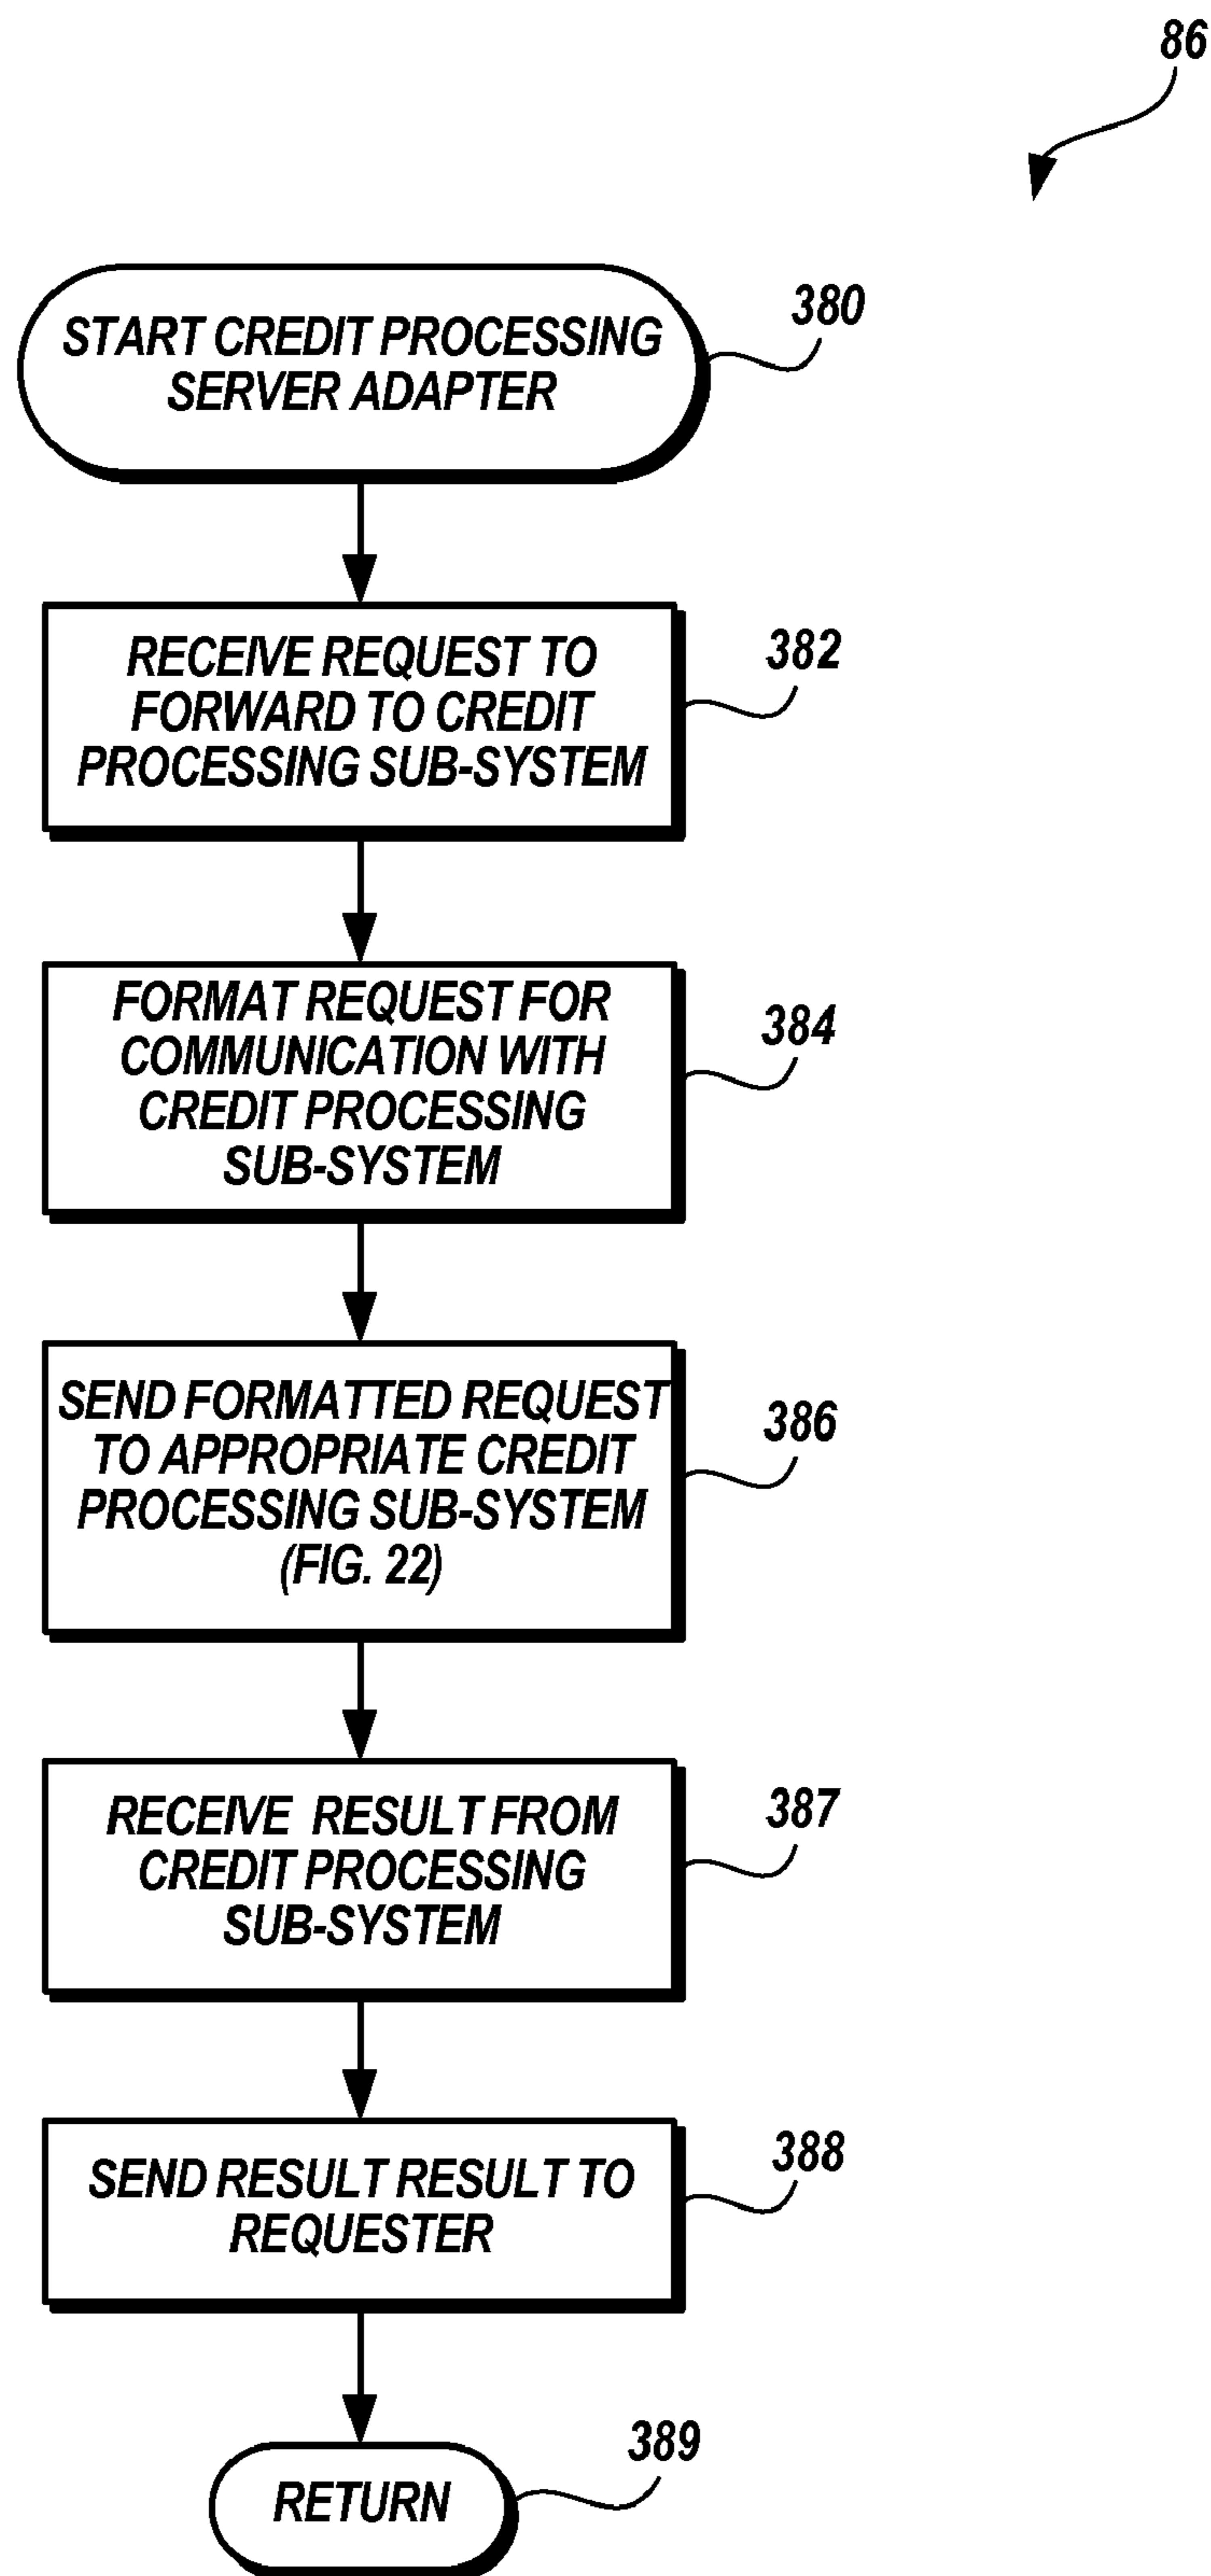 86
START CREDIT PROCESSING
SERVER ADAPTER
380
RECEIVE REQUEST TO
FORWARD TO CREDIT
PROCESSING SUB-SYSTEM
382
FORMAT REQUEST FOR
COMMUNICATION WITH
CREDIT PROCESSING
SUB-SYSTEM
384
SEND FORMATTED REQUEST
TO APPROPRIATE CREDIT
PROCESSING SUB-SYSTEM
(FIG. 22)
386
RECEIVE RESULT FROM
CREDIT PROCESSING
SUB-SYSTEM
387
SEND RESULT RESULT TO
REQUESTER
388
RETURN
389